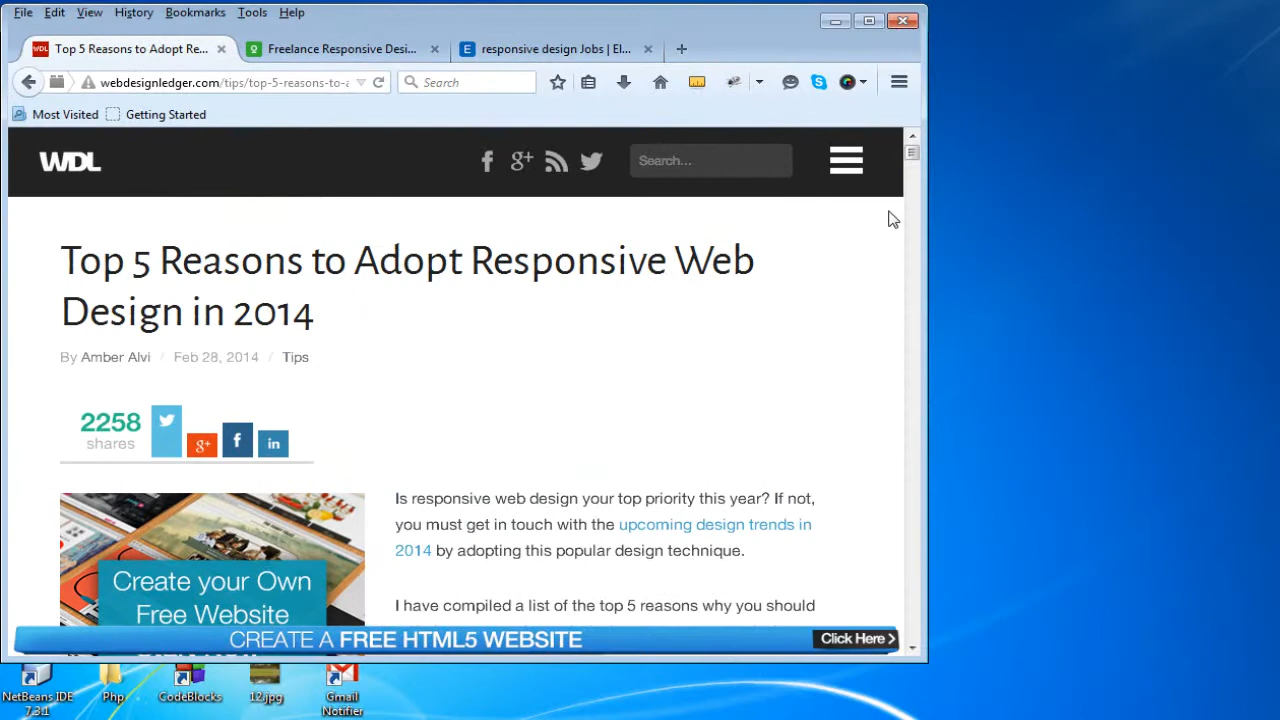 File Edit View History Bookmarks Tools Help
WDL Top 5 Reasons to Adopt Re... Freelance Responsive Desi... E responsive design Jobs | El...
webdesignledger.com/tips/top-5-reasons-to-a Search
Most Visited Getting Started
WDL Search...
Top 5 Reasons to Adopt Responsive Web
Design in 2014
By Amber Alvi / Feb 28, 2014 / Tips
2258
shares
Is responsive web design your top priority this year? If not,
you must get in touch with the upcoming design trends in
2014 by adopting this popular design technique.
Create your Own
Free Website
I have compiled a list of the top 5 reasons why you should
CREATE A FREE HTML5 WEBSITE Click Here >
NetBeans IDE
7.3.1
Php
CodeBlocks
12.jpg
Gmail
Notifier